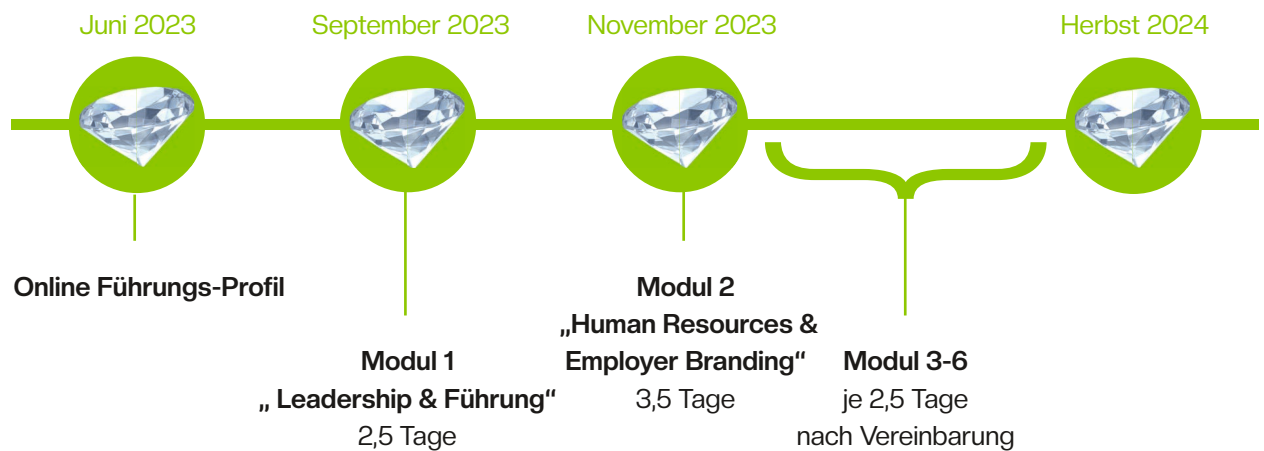 Juni 2023
September 2023
November 2023
Herbst 2024
Online Führungs-Profil
Modul 1
„ Leadership & Führung“
2,5 Tage
Modul 2
„Human Resources &
Employer Branding“
3,5 Tage
Modul 3-6
je 2,5 Tage
nach Vereinbarung